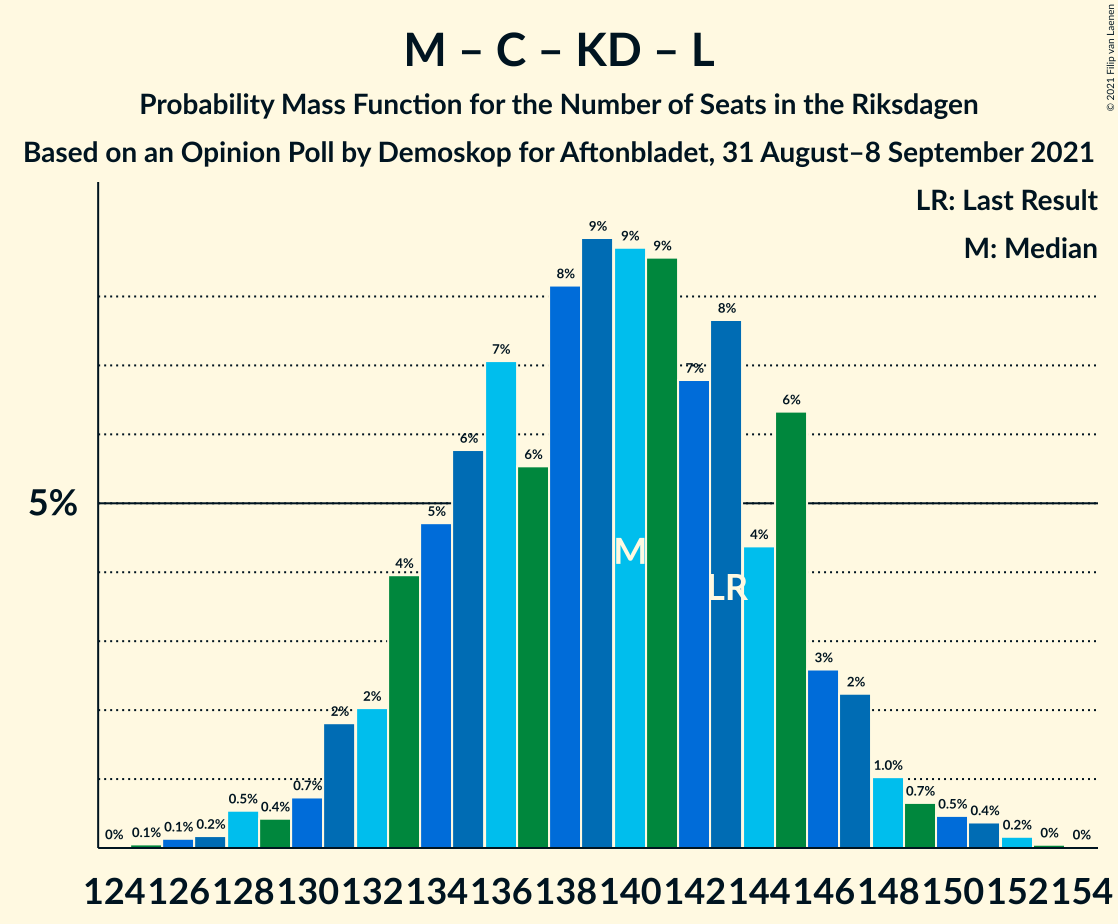 M – C – KD – L
Probability Mass Function for the Number of Seats in the Riksdagen
Based on an Opinion Poll by Demoskop for Aftonbladet, 31 August–8 September 2021
© 2021 Filip van Laenen
LR: Last Result
M: Median
5%
0% 0.1% 0.1% 0.2% 0.5% 0.4% 0.7% 2% 2% 4% 5% 6% 7% 6% 8% 9% 9% 9% 7% 8% 4% 6% 3% 2% 1.0% 0.7% 0.5% 0.4% 0.2% 0% 0%
M
LR
124 126 128 130 132 134 136 138 140 142 144 146 148 150 152 154